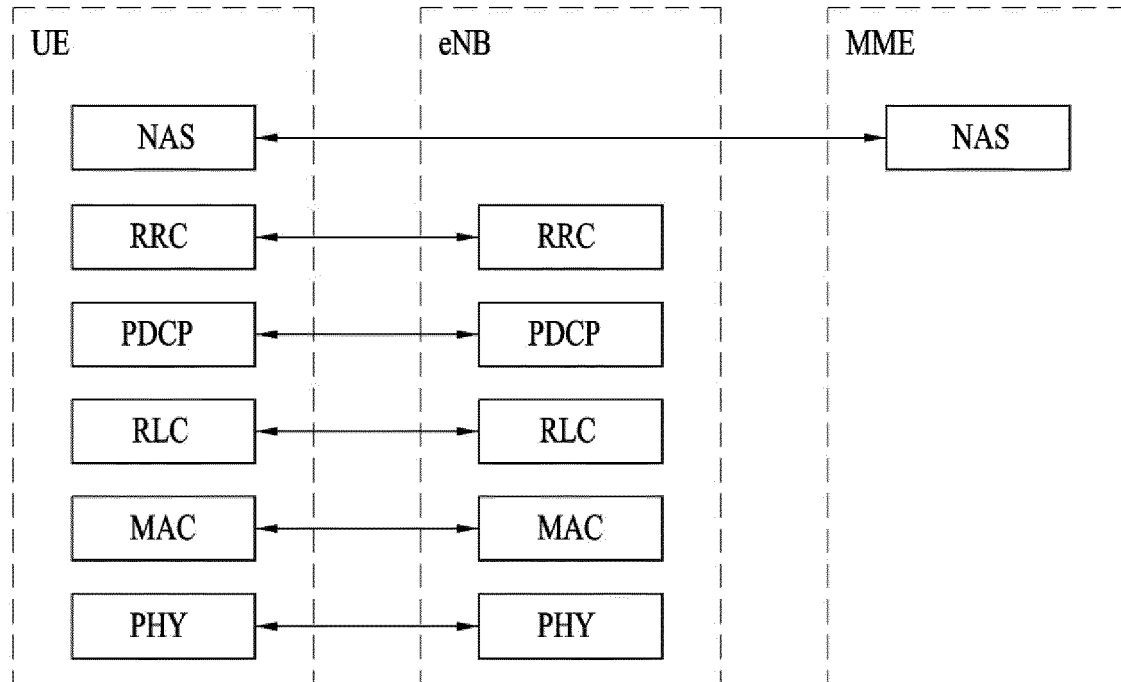 UE eNB MME
NAS NAS
RRC RRC
PDCP PDCP
RLC RLC
MAC MAC
PHY PHY